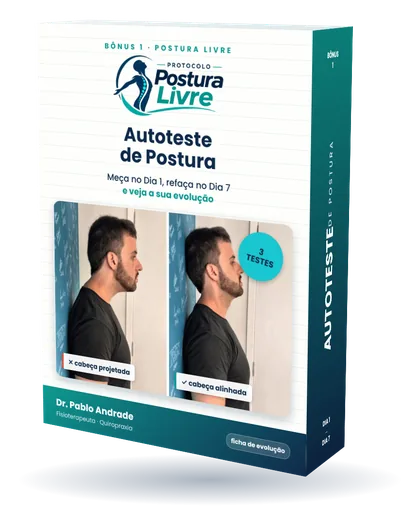 BÔNUS 1 · POSTURA LIVRE
PROTOCOLO
Postura
Livre
Autoteste
de Postura
Meça no Dia 1, refaça no Dia 7
e veja a sua evolução
3
TESTES
× cabeça projetada
✓ cabeça alinhada
Dr. Pablo Andrade
Fisioterapeuta · Quiropraxia
ficha de evolução
BÔNUS
1
AUTOTESTE DE POSTURA
DIA 1
DIA 7